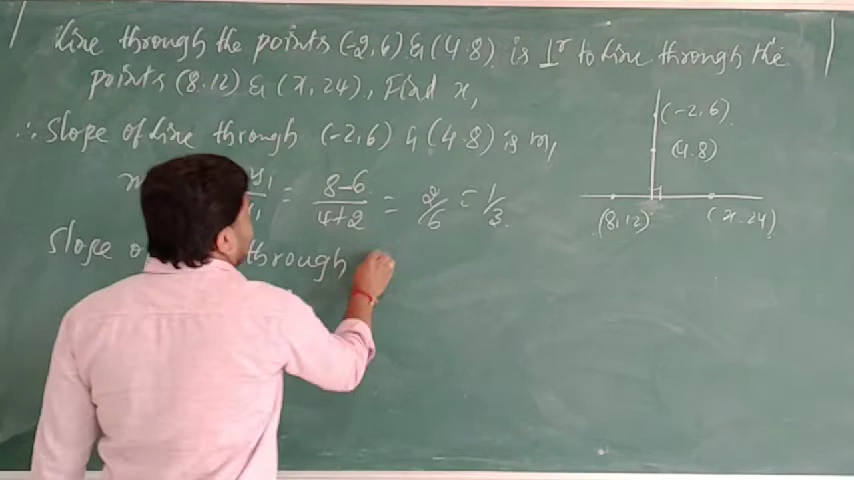 Line through the points (-2,6) & (4.8) is ⊥r to line through the
points (8.12) & (x,24), Find x,
∴ Slope of line through (-2,6) & (4.8) is m1
m y1 = 8-6/4+2 = 2/6 = 1/3.
Slope through
(-2,6)
(4.8)
(8,12) (x.24)